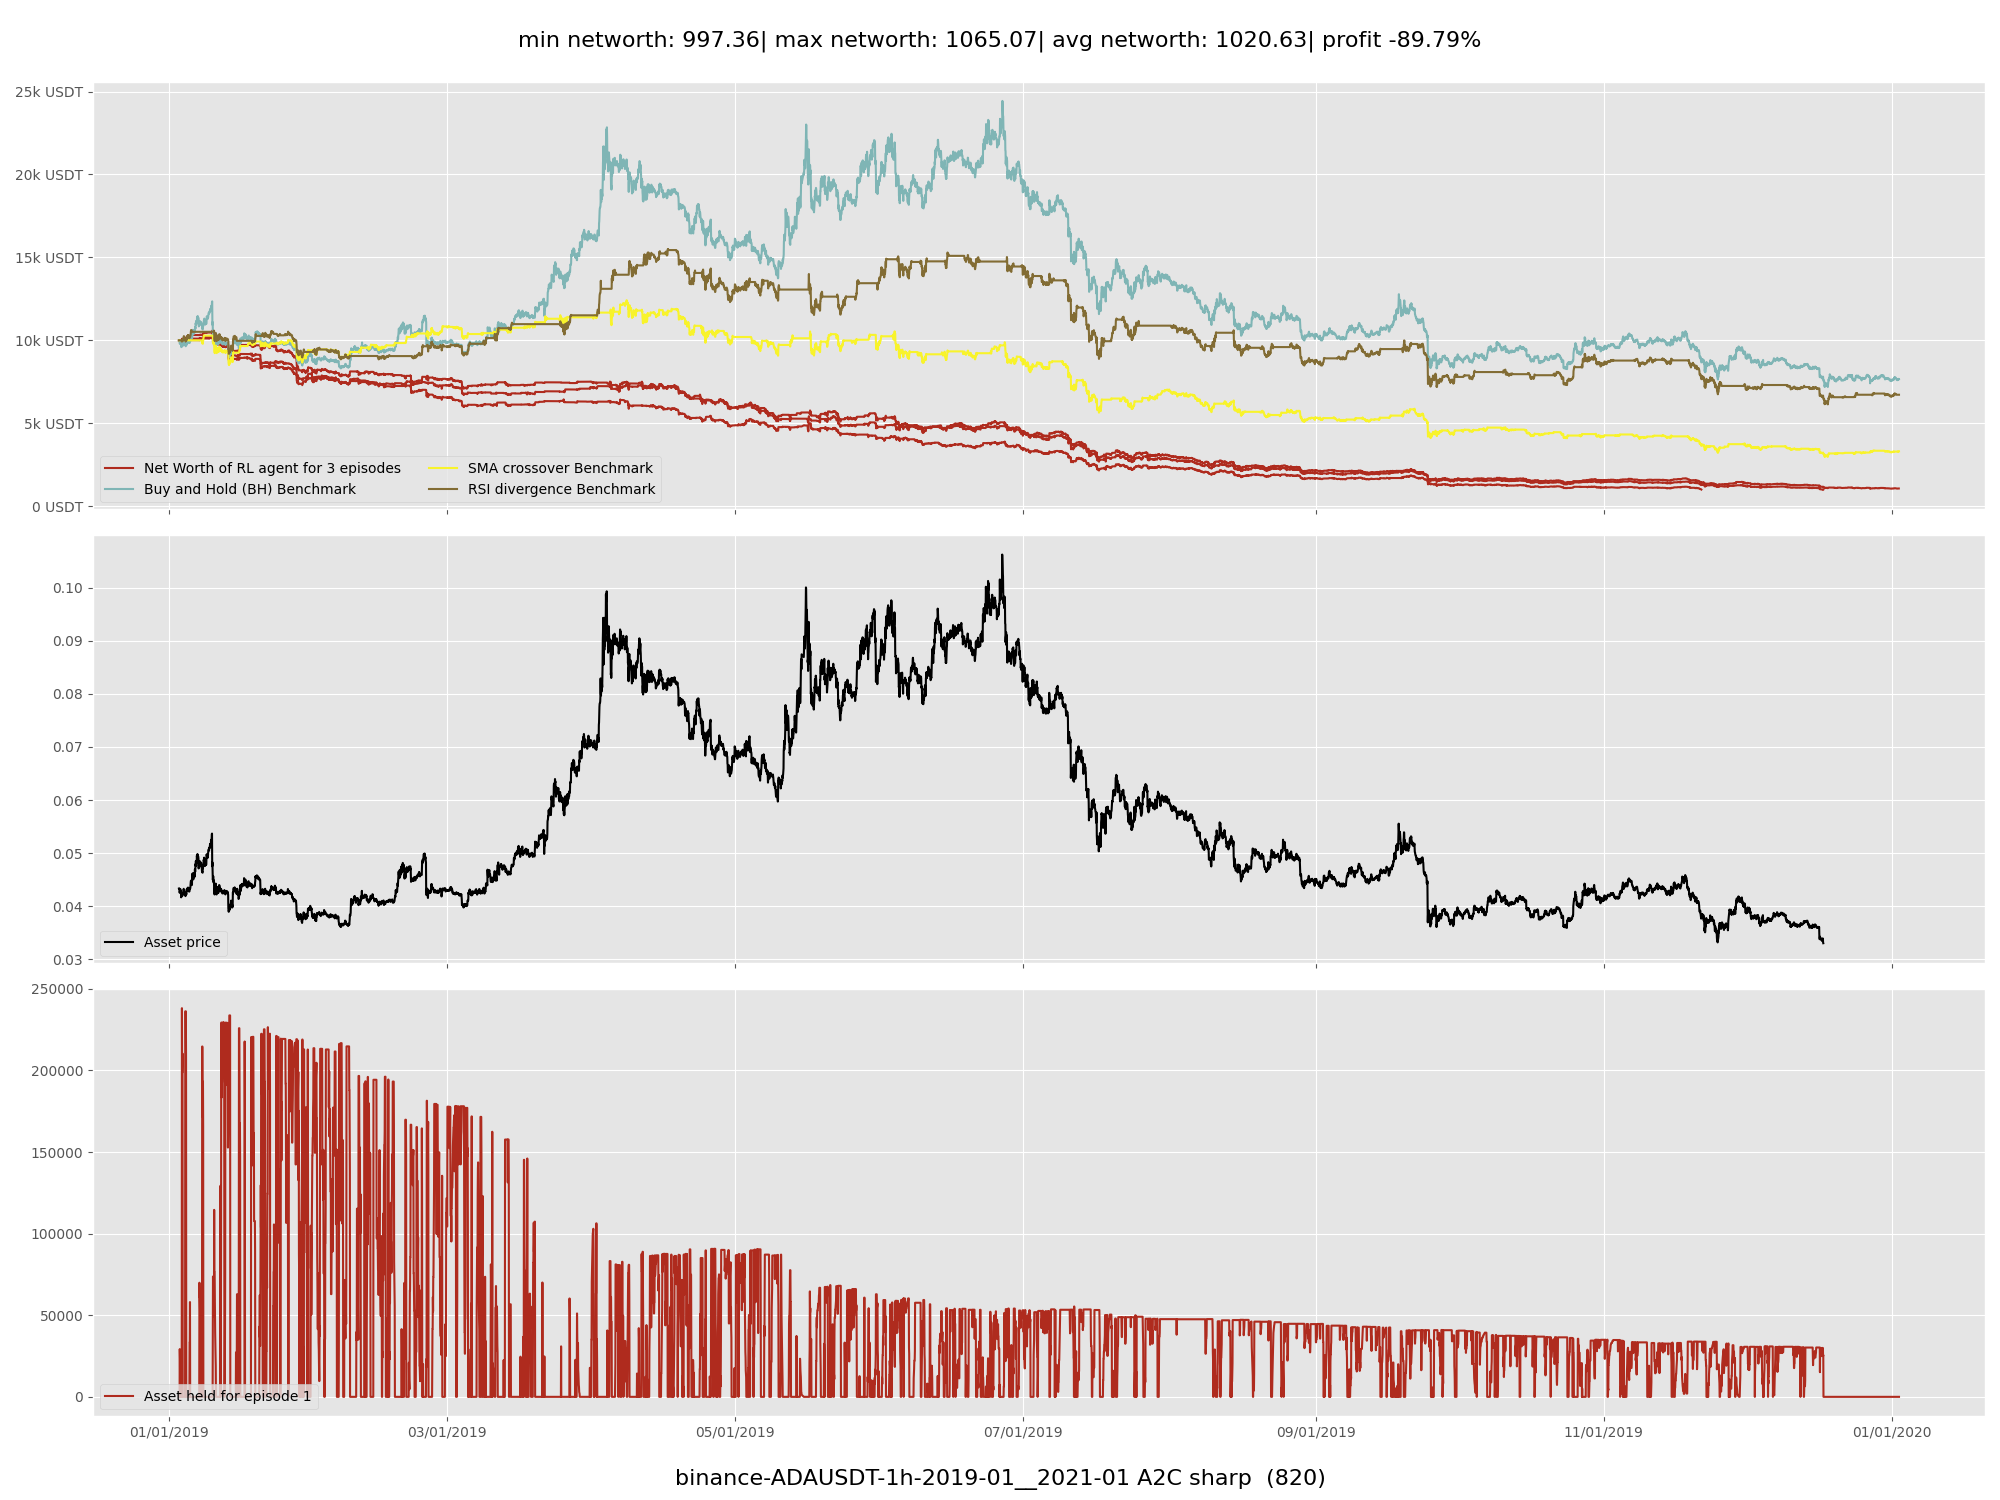 min networth: 997.36| max networth: 1065.07| avg networth: 1020.63| profit -89.79%
25k USDT
20k USDT
15k USDT
10k USDT
5k USDT
0 USDT
Net Worth of RL agent for 3 episodes
Buy and Hold (BH) Benchmark
SMA crossover Benchmark
RSI divergence Benchmark
0.10
0.09
0.08
0.07
0.06
0.05
0.04
0.03
Asset price
250000
200000
150000
100000
50000
0
Asset held for episode 1
01/01/2019 03/01/2019 05/01/2019 07/01/2019 09/01/2019 11/01/2019 01/01/2020
binance-ADAUSDT-1h-2019-01__2021-01 A2C sharp (820)